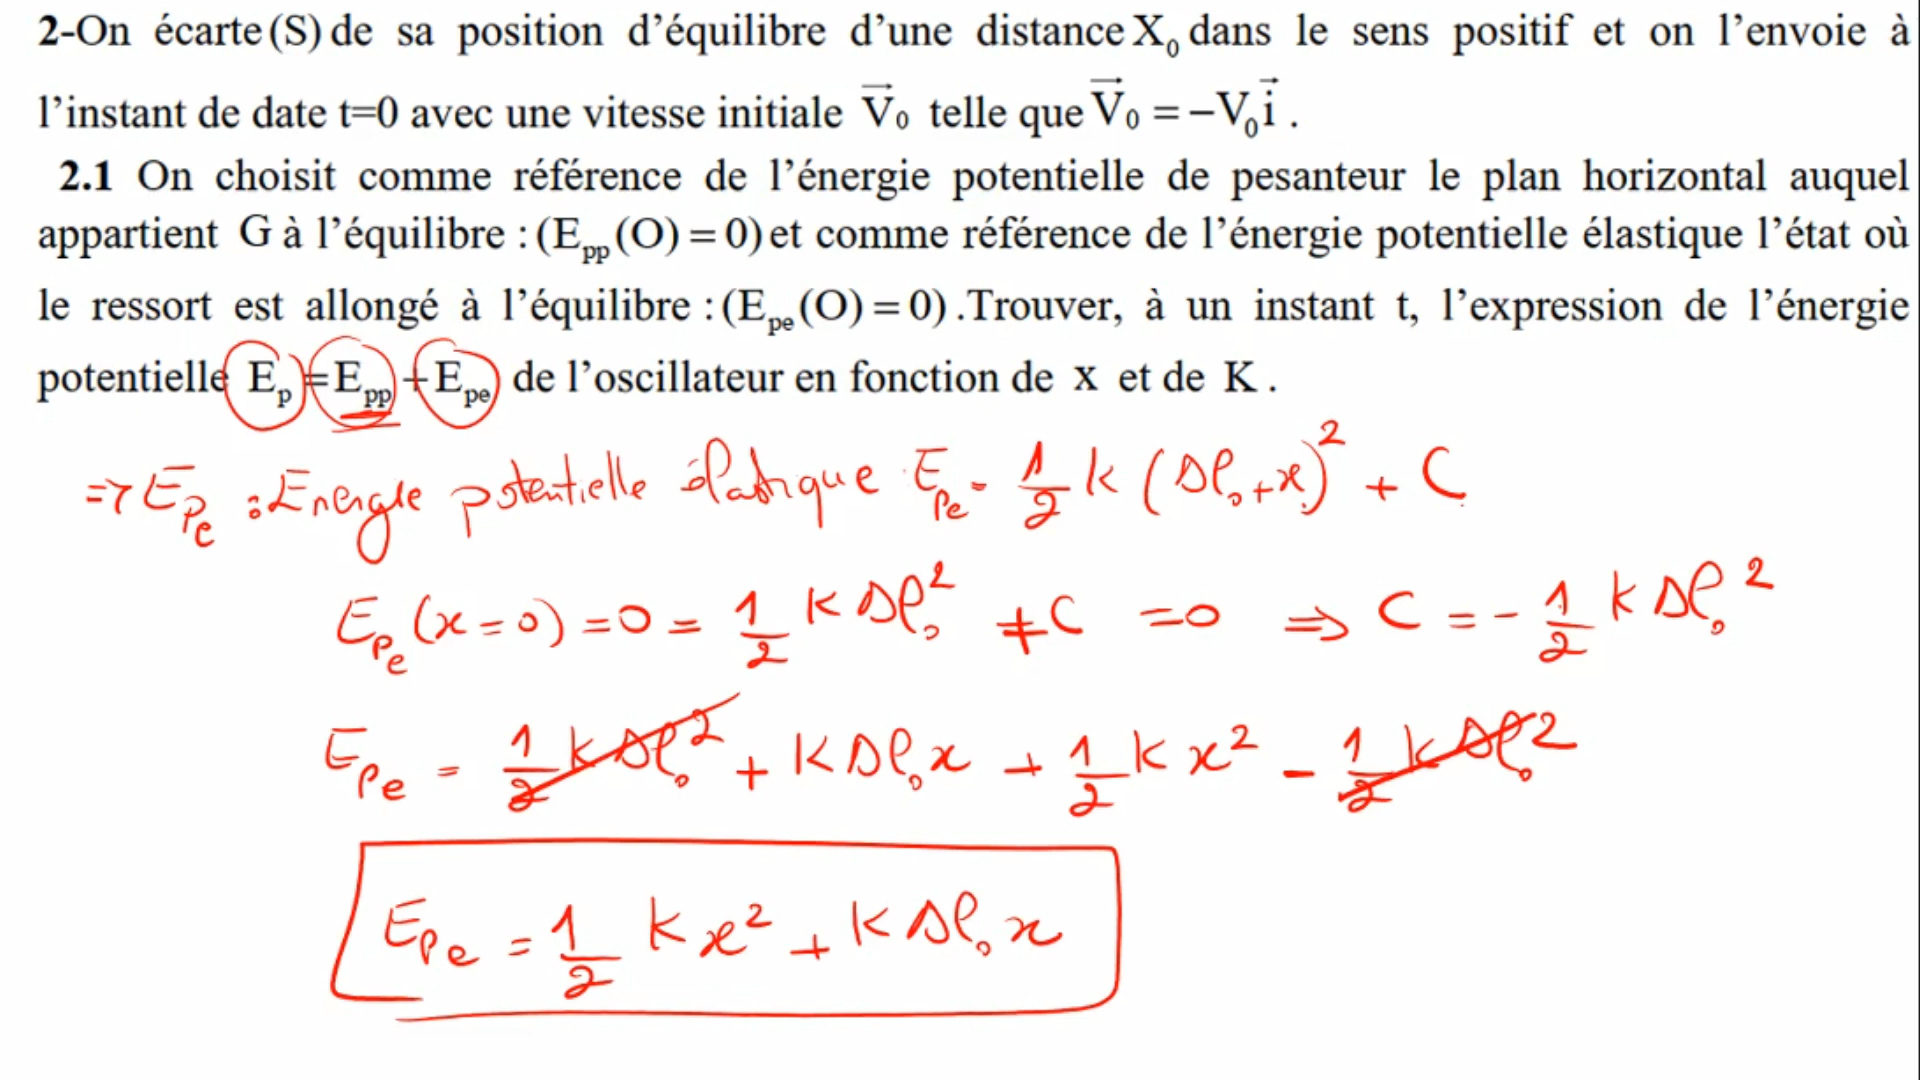 2-On écarte (S) de sa position d'équilibre d'une distance X₀ dans le sens positif et on l'envoie à
l'instant de date t=0 avec une vitesse initiale V⃗₀ telle que V⃗₀ = −V₀i⃗ .
2.1 On choisit comme référence de l'énergie potentielle de pesanteur le plan horizontal auquel
appartient G à l'équilibre : (Epp(O) = 0) et comme référence de l'énergie potentielle élastique l'état où
le ressort est allongé à l'équilibre : (Epe(O) = 0) .Trouver, à un instant t, l'expression de l'énergie
potentielle Ep=Epp+Epe de l'oscillateur en fonction de x et de K .
=> Epe : Energie potentielle élastique Epe = 1/2 k (Δl₀+x)² + C
Epe (x=0) =0 = 1/2 K Δl₀² + C =0 => C = - 1/2 K Δl₀²
Epe = 1/2 k Δl₀² + K Δl₀ x + 1/2 k x² - 1/2 k Δl₀²
Epe = 1/2 k x² + K Δl₀ x